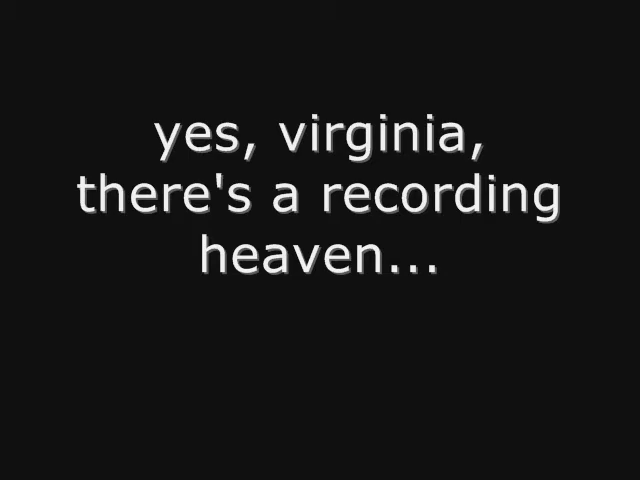 yes, virginia,
there's a recording
heaven...